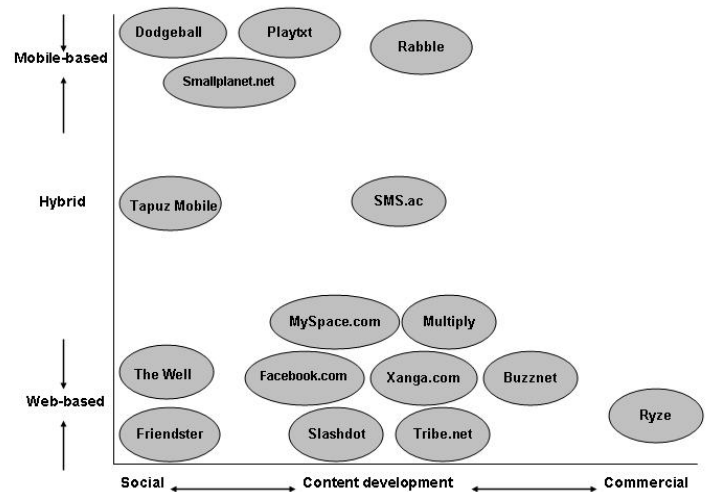 Dodgeball
Playtxt
Rabble
Mobile-based
Smallplanet.net
Hybrid
Tapuz Mobile
SMS.ac
MySpace.com
Multiply
The Well
Facebook.com
Xanga.com
Buzznet
Web-based
Ryze
Friendster
Slashdot
Tribe.net
Social
Content development
Commercial